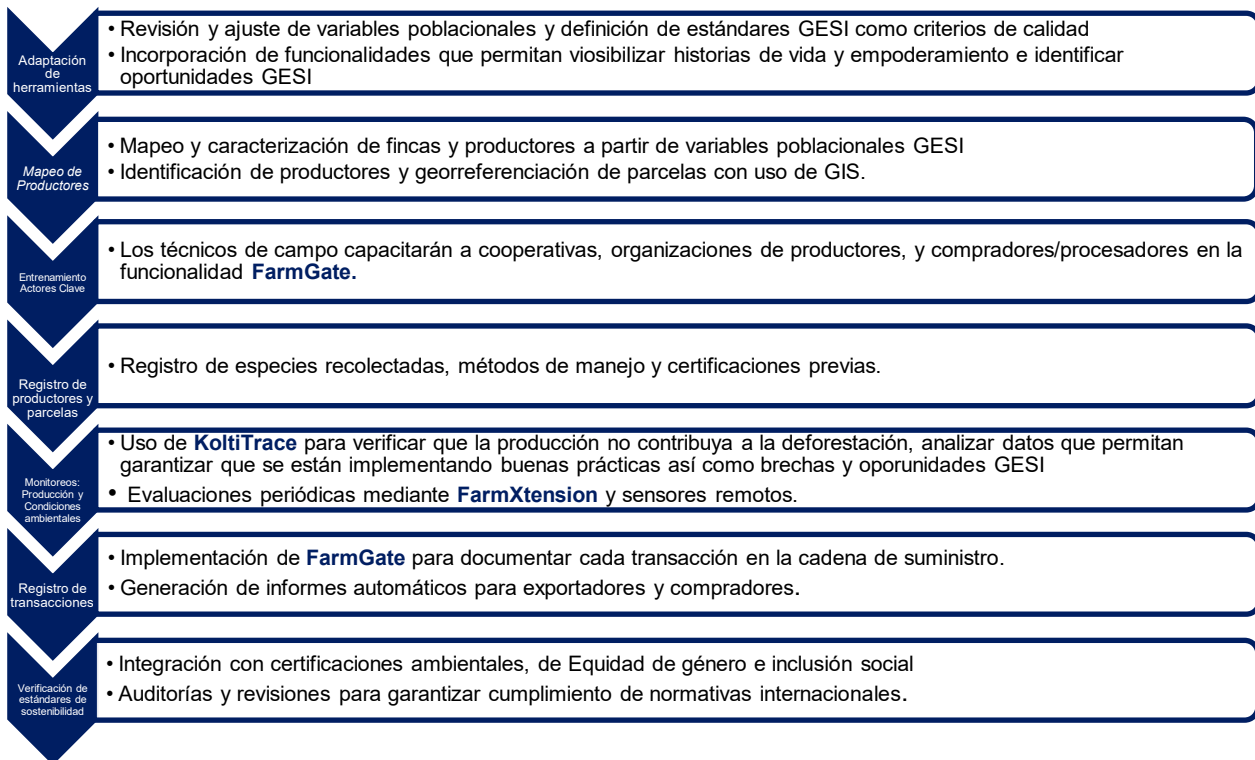 Adaptación
de
herramientas
• Revisión y ajuste de variables poblacionales y definición de estándares GESI como criterios de calidad
• Incorporación de funcionalidades que permitan viosibilizar historias de vida y empoderamiento e identificar
oportunidades GESI
Mapeo de
Productores
• Mapeo y caracterización de fincas y productores a partir de variables poblacionales GESI
• Identificación de productores y georreferenciación de parcelas con uso de GIS.
Entrenamiento
Actores Clave
• Los técnicos de campo capacitarán a cooperativas, organizaciones de productores, y compradores/procesadores en la
funcionalidad FarmGate.
Registro de
productores y
parcelas
• Registro de especies recolectadas, métodos de manejo y certificaciones previas.
Monitoreos:
Producción y
Condiciones
ambientales
• Uso de KoltiTrace para verificar que la producción no contribuya a la deforestación, analizar datos que permitan
garantizar que se están implementando buenas prácticas así como brechas y oporunidades GESI
• Evaluaciones periódicas mediante FarmXtension y sensores remotos.
Registro de
transacciones
• Implementación de FarmGate para documentar cada transacción en la cadena de suministro.
• Generación de informes automáticos para exportadores y compradores.
Verificación de
estándares de
sostenibilidad
• Integración con certificaciones ambientales, de Equidad de género e inclusión social
• Auditorías y revisiones para garantizar cumplimiento de normativas internacionales.